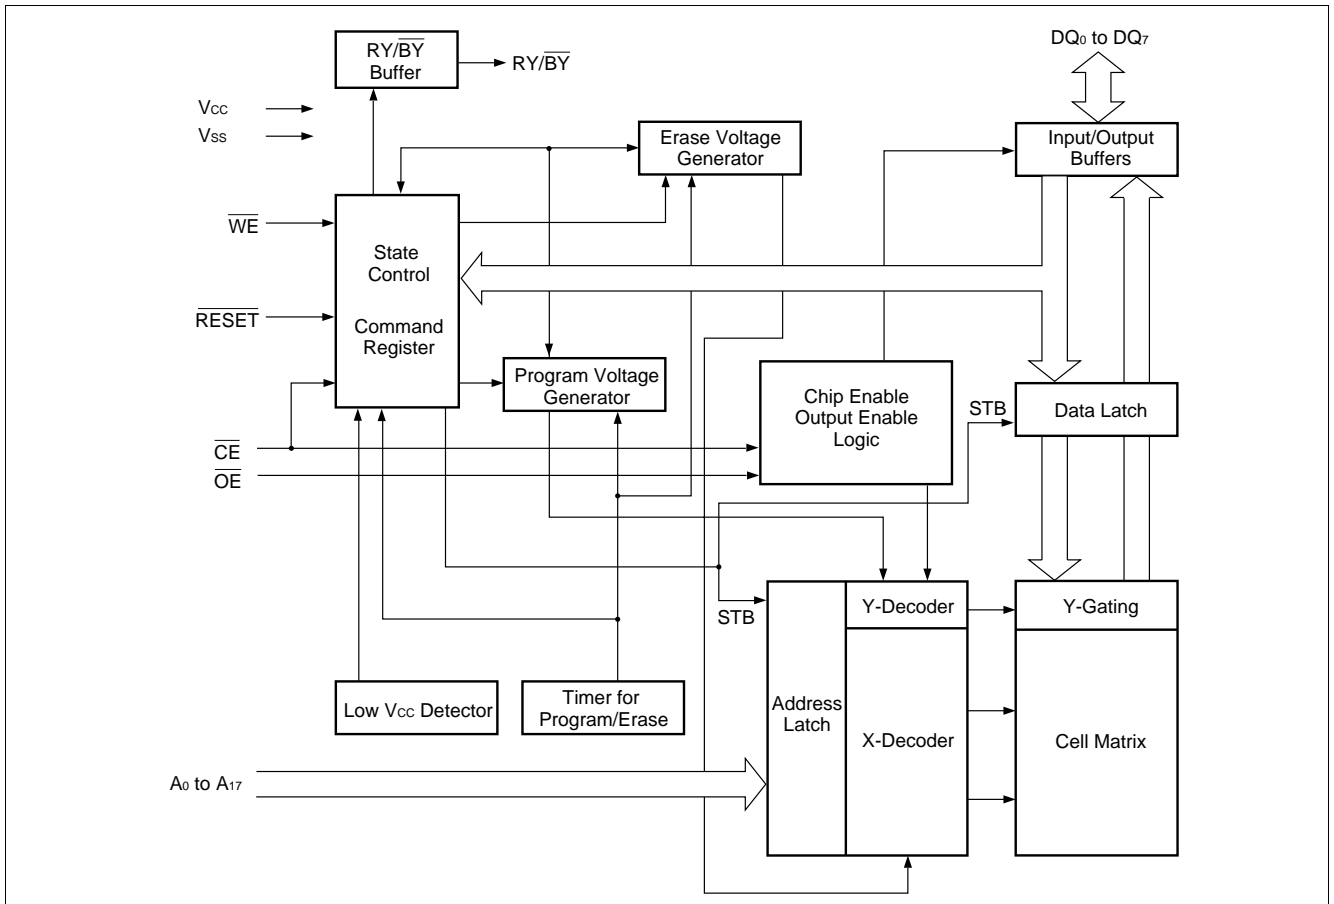 RY/BY
Buffer
RY/BY
DQ0 to DQ7
VCC
VSS
Erase Voltage
Generator
Input/Output
Buffers
WE
State
Control
RESET
Command
Register
Program Voltage
Generator
Chip Enable
Output Enable
Logic
STB
Data Latch
CE
OE
STB
Y-Decoder
Y-Gating
Address
Latch
X-Decoder
Cell Matrix
Low VCC Detector
Timer for
Program/Erase
A0 to A17